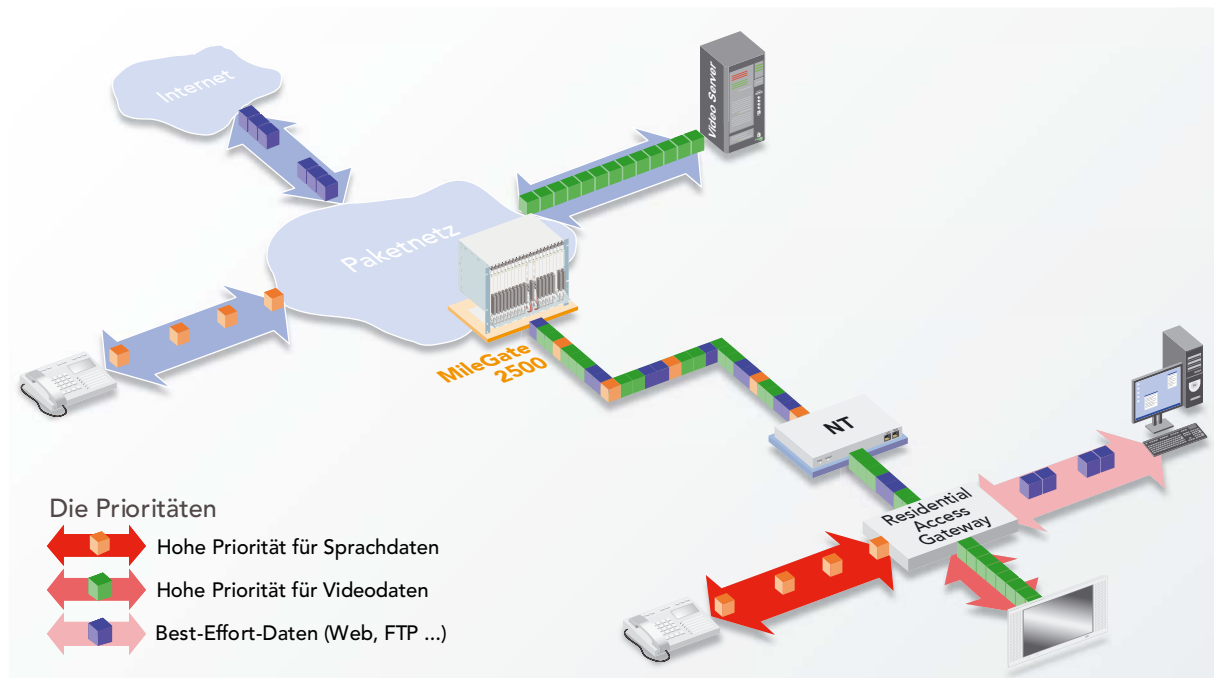 Internet
Video Server
Paketnetz
MileGate
2500
NT
Residential
Access
Gateway
Die Prioritäten
Hohe Priorität für Sprachdaten
Hohe Priorität für Videodaten
Best-Effort-Daten (Web, FTP ...)